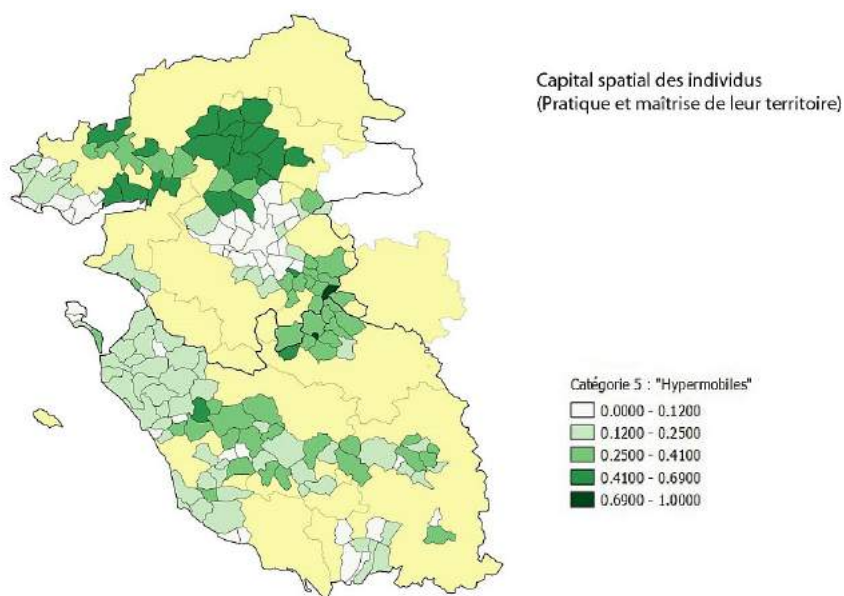 Capital spatial des individus
(Pratique et maîtrise de leur territoire)
Catégorie 5 : "Hypermobiles"
0.0000 - 0.1200
0.1200 - 0.2500
0.2500 - 0.4100
0.4100 - 0.6900
0.6900 - 1.0000